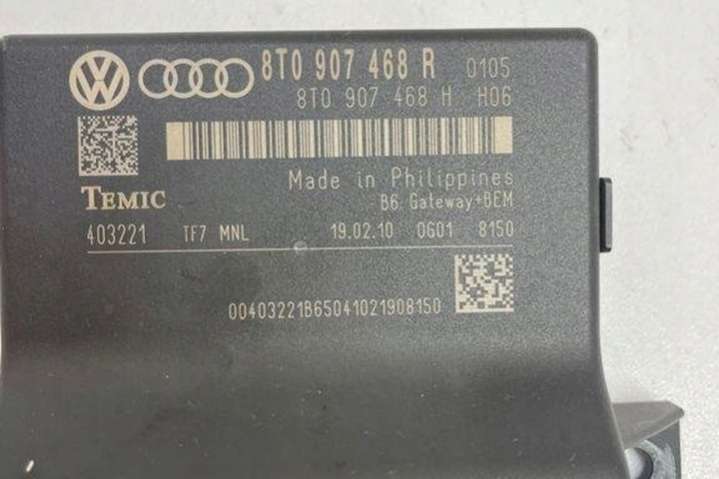 VW 8T0 907 468 R 0105
8T0 907 468 H H06
TEMIC
Made in Philippines
B6 Gateway+BEM
403221 TF7 MNL 19.02.10 0G01 8150
00403221B65041021908150